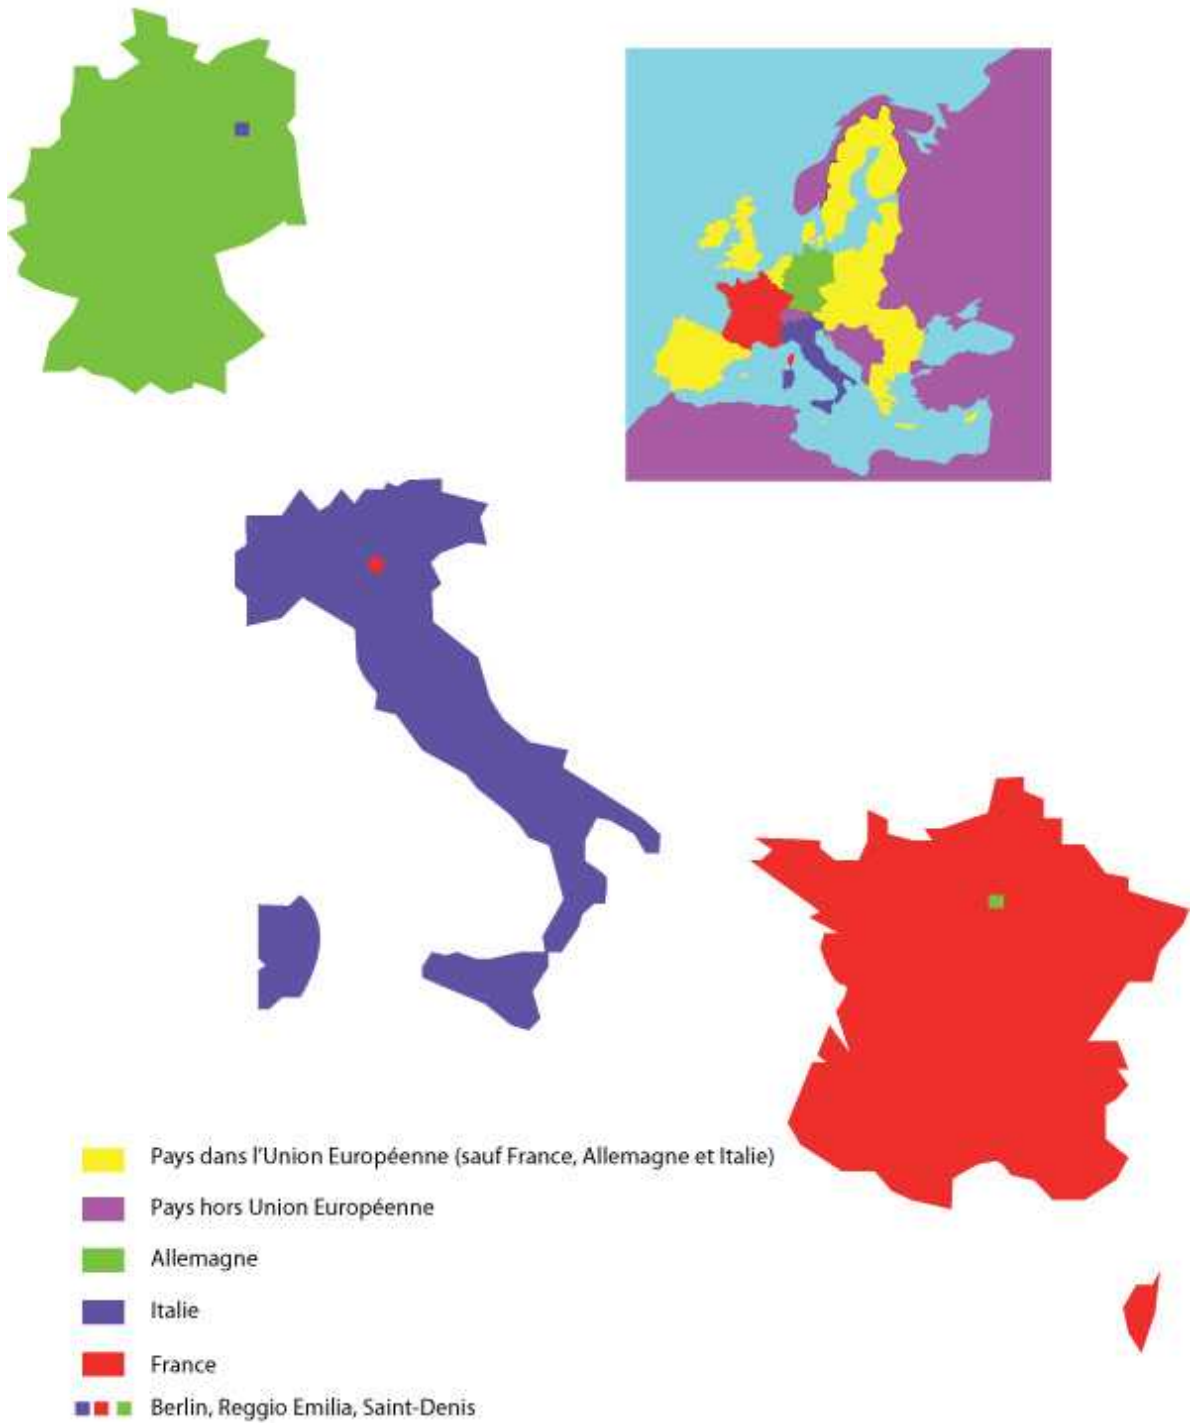 Pays dans l'Union Européenne (sauf France, Allemagne et Italie)
Pays hors Union Européenne
Allemagne
Italie
France
Berlin, Reggio Emilia, Saint-Denis